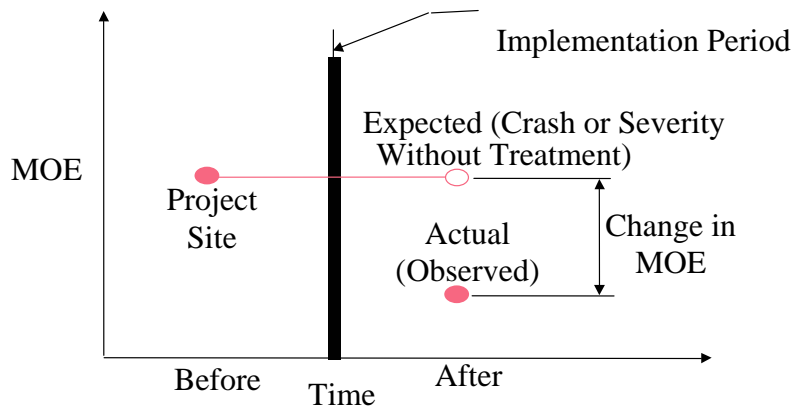 Implementation Period
Expected (Crash or Severity
Without Treatment)
MOE
Project
Site
Actual
(Observed)
Change in
MOE
Before
Time
After